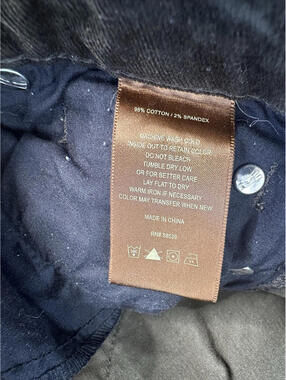 98% COTTON / 2% SPANDEX
MACHINE WASH COLD
INSIDE OUT TO RETAIN COLOR
DO NOT BLEACH
TUMBLE DRY LOW
OR FOR BETTER CARE
LAY FLAT TO DRY
WARM IRON IF NECESSARY
COLOR MAY TRANSFER WHEN NEW
MADE IN CHINA
RN#